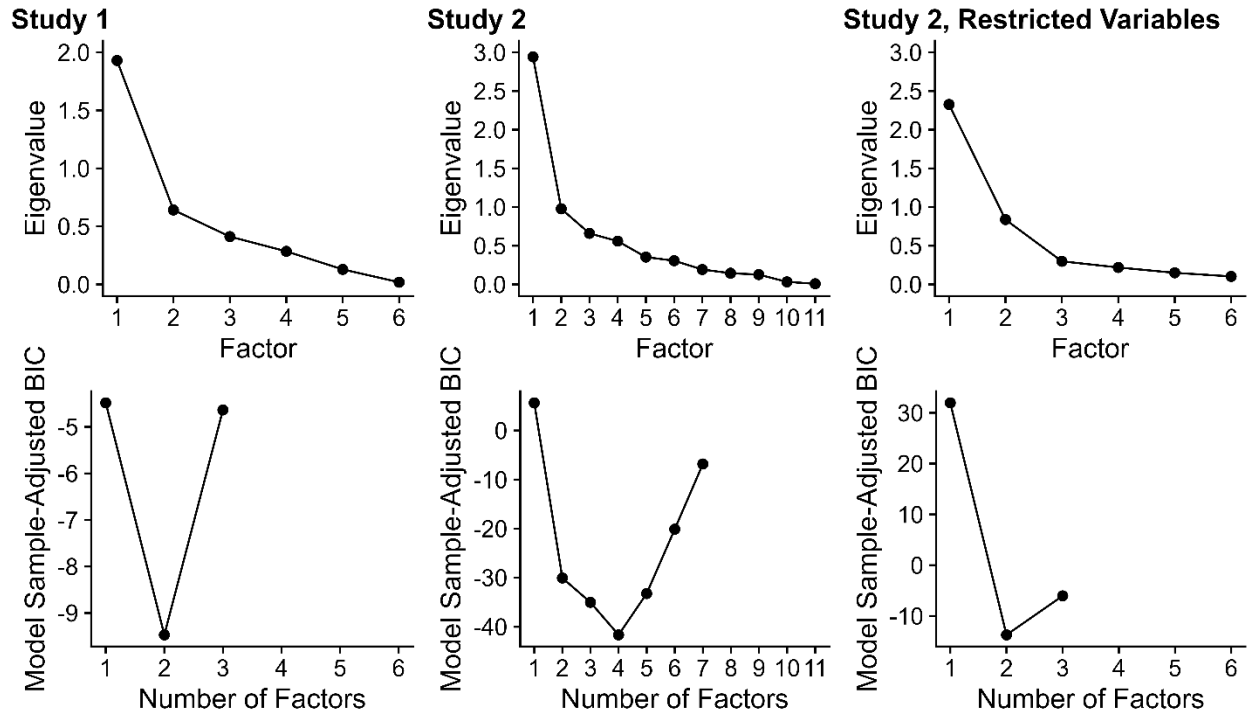 Study 1
Study 2
Study 2, Restricted Variables
Eigenvalue
2.0
1.5
1.0
0.5
0.0
1 2 3 4 5 6
Factor
Eigenvalue
3.0
2.5
2.0
1.5
1.0
0.5
0.0
1 2 3 4 5 6 7 8 9 10 11
Factor
Eigenvalue
3.0
2.5
2.0
1.5
1.0
0.5
0.0
1 2 3 4 5 6
Factor
Model Sample-Adjusted BIC
-5
-6
-7
-8
-9
1 2 3 4 5 6
Number of Factors
Model Sample-Adjusted BIC
0
-10
-20
-30
-40
1 2 3 4 5 6 7 8 9 10 11
Number of Factors
Model Sample-Adjusted BIC
30
20
10
0
-10
1 2 3 4 5 6
Number of Factors